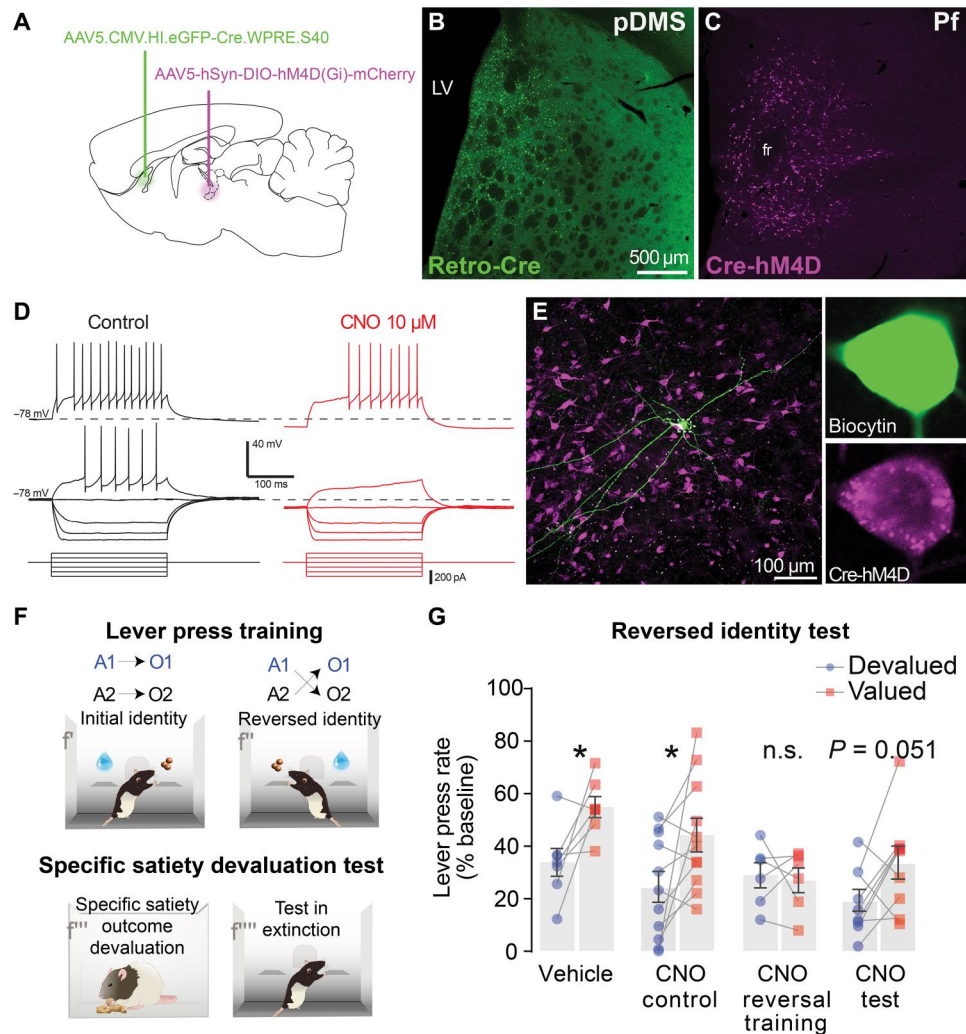 A
AAV5.CMV.HI.eGFP-Cre.WPRE.S40
AAV5-hSyn-DIO-hM4D(Gi)-mCherry
B
pDMS
LV
Retro-Cre
500 µm
C
Pf
fr
Cre-hM4D
D
Control
CNO 10 µM
–78 mV
40 mV
100 ms
–78 mV
200 pA
E
100 µm
Biocytin
Cre-hM4D
F
Lever press training
A1 O1
A2 O2
Initial identity
f'
A1 O1
A2 O2
Reversed identity
f''
Specific satiety devaluation test
Specific satiety
outcome
devaluation
f'''
Test in
extinction
f''''
G
Reversed identity test
Devalued
Valued
Lever press rate
(% baseline)
100
80
60
40
20
0
*
*
n.s.
P = 0.051
Vehicle
CNO
control
CNO
reversal
training
CNO
test